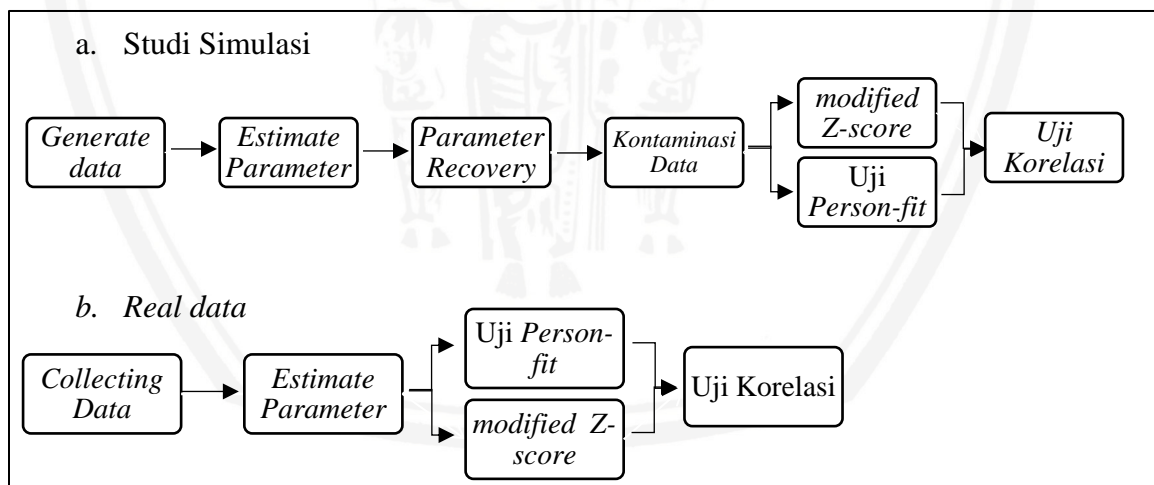 a. Studi Simulasi
Generate
data
Estimate
Parameter
Parameter
Recovery
Kontaminasi
Data
modified
Z-score
Uji
Person-fit
Uji
Korelasi
b. Real data
Collecting
Data
Estimate
Parameter
Uji Person-
fit
modified Z-
score
Uji Korelasi